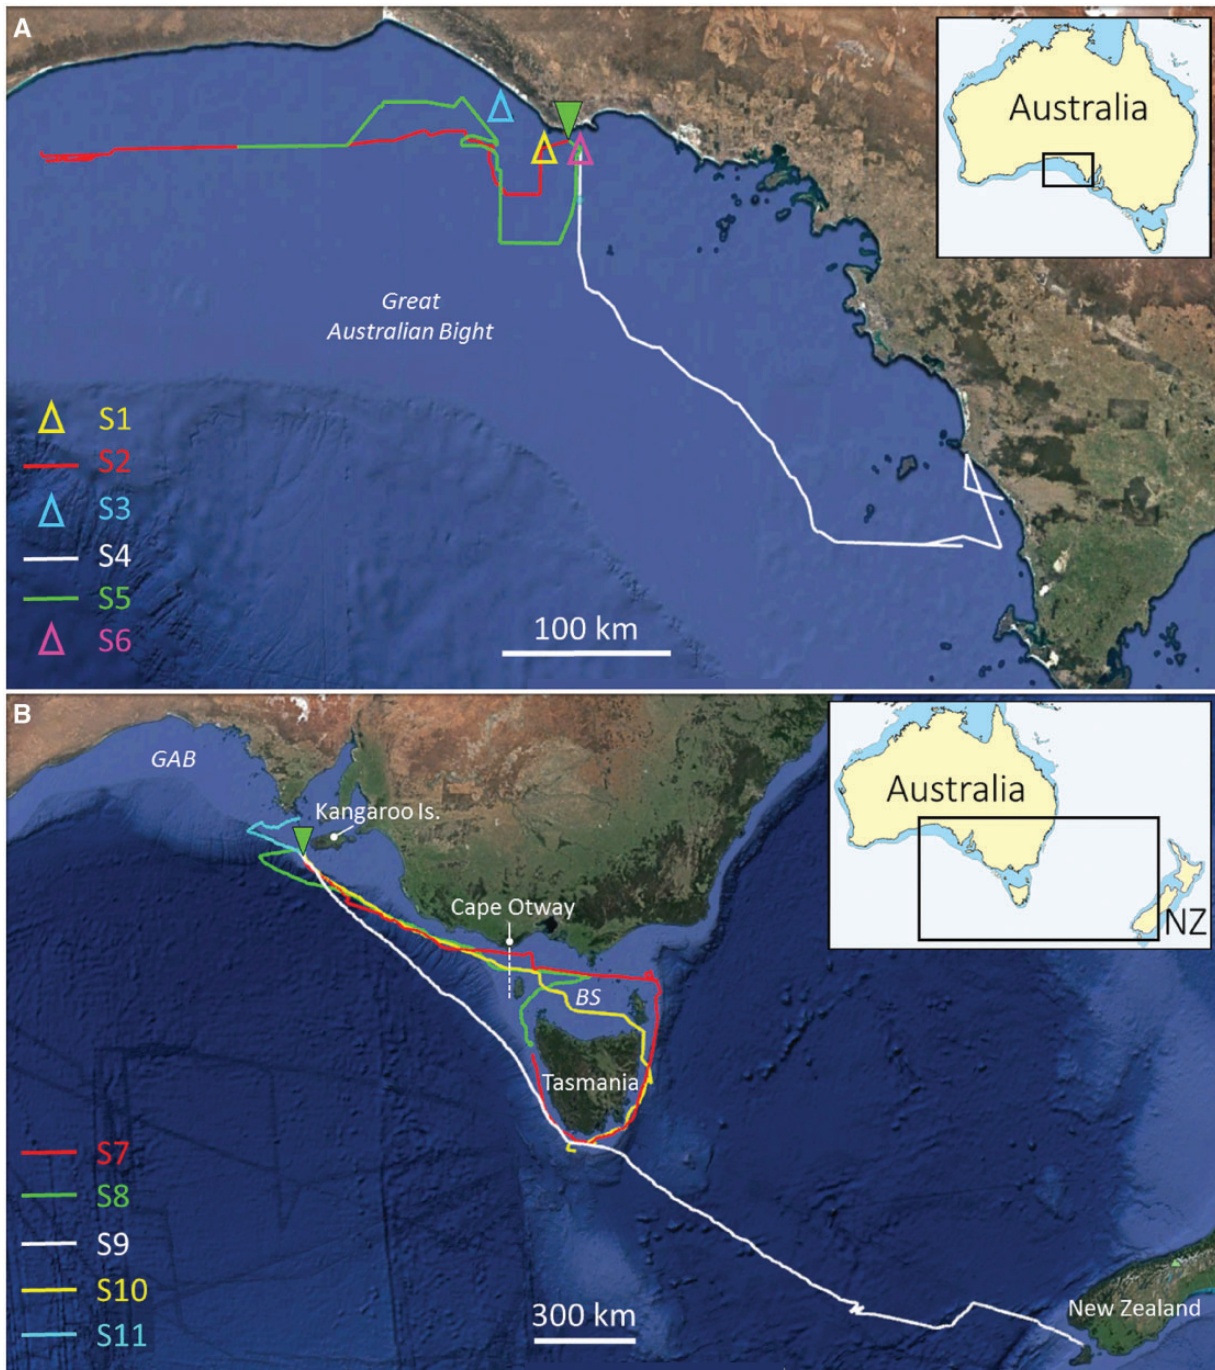 A
Australia
Great
Australian Bight
S1
S2
S3
S4
S5
S6
100 km
B
GAB
Kangaroo Is.
Cape Otway
BS
Tasmania
Australia
NZ
S7
S8
S9
S10
S11
300 km
New Zealand